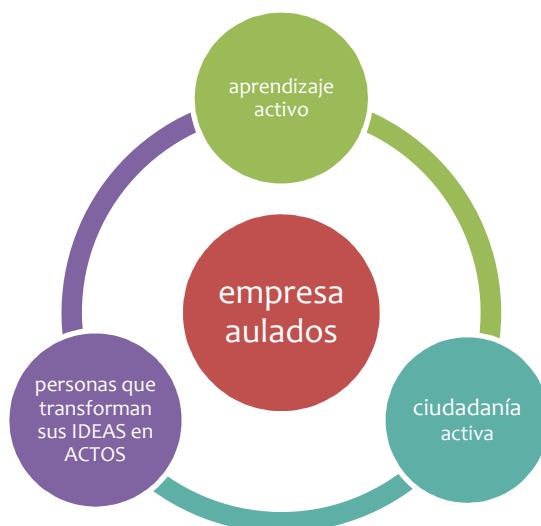 aprendizaje
activo
empresa
aulados
personas que
transforman
sus IDEAS en
ACTOS
ciudadanía
activa